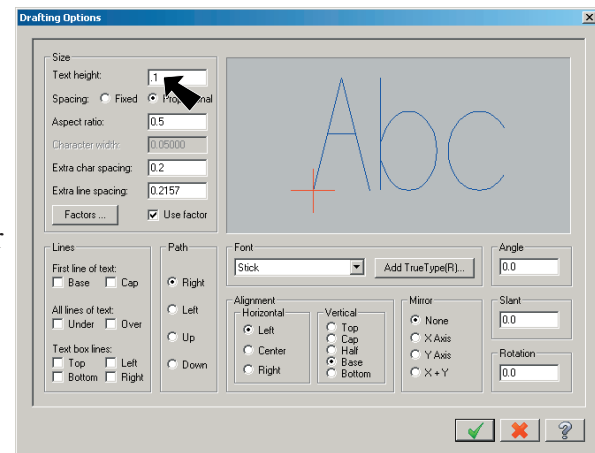 Drafting Options
Size
Text height: .1
Spacing: Fixed Proportional
Aspect ratio: 0.5
Character width: 0.05000
Extra char spacing: 0.2
Extra line spacing: 0.2157
Factors ... Use factor
Abc
Lines
First line of text:
Base Cap
All lines of text:
Under Over
Text box lines:
Top Left
Bottom Right
Path
Right
Left
Up
Down
Font
Stick Add TrueType(R)...
Alignment
Horizontal
Left
Center
Right
Vertical
Top
Cap
Half
Base
Bottom
Mirror
None
X Axis
Y Axis
X + Y
Angle
0.0
Slant
0.0
Rotation
0.0